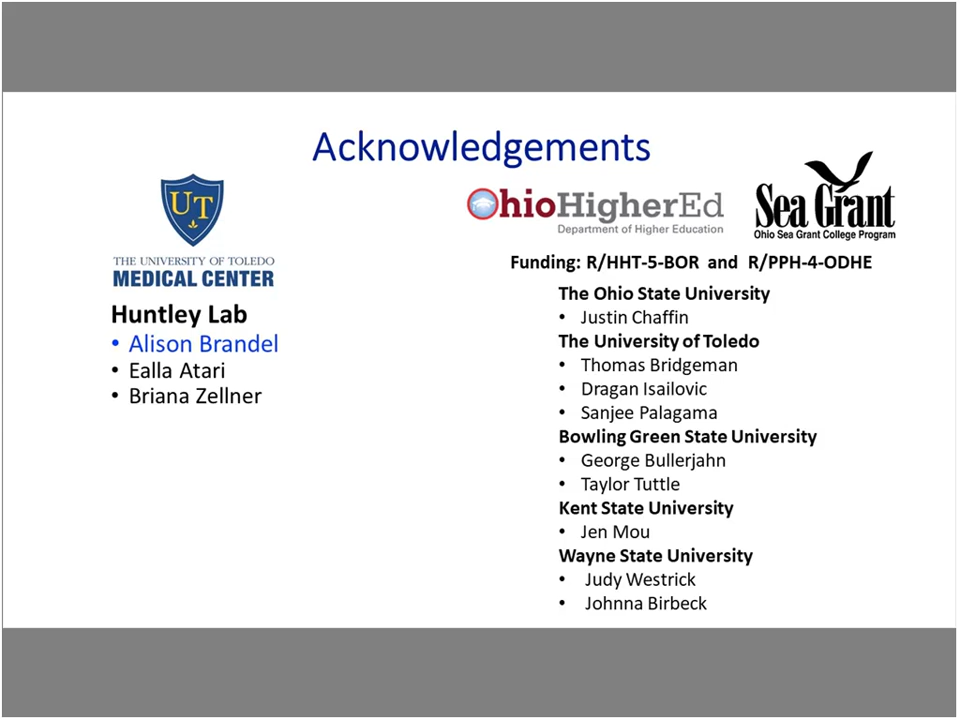 Acknowledgements
UT
THE UNIVERSITY OF TOLEDO
MEDICAL CENTER
Huntley Lab
• Alison Brandel
• Ealla Atari
• Briana Zellner
OhioHigherEd
Department of Higher Education
Sea Grant
Ohio Sea Grant College Program
Funding: R/HHT-5-BOR and R/PPH-4-ODHE
The Ohio State University
• Justin Chaffin
The University of Toledo
• Thomas Bridgeman
• Dragan Isailovic
• Sanjee Palagama
Bowling Green State University
• George Bullerjahn
• Taylor Tuttle
Kent State University
• Jen Mou
Wayne State University
• Judy Westrick
• Johnna Birbeck